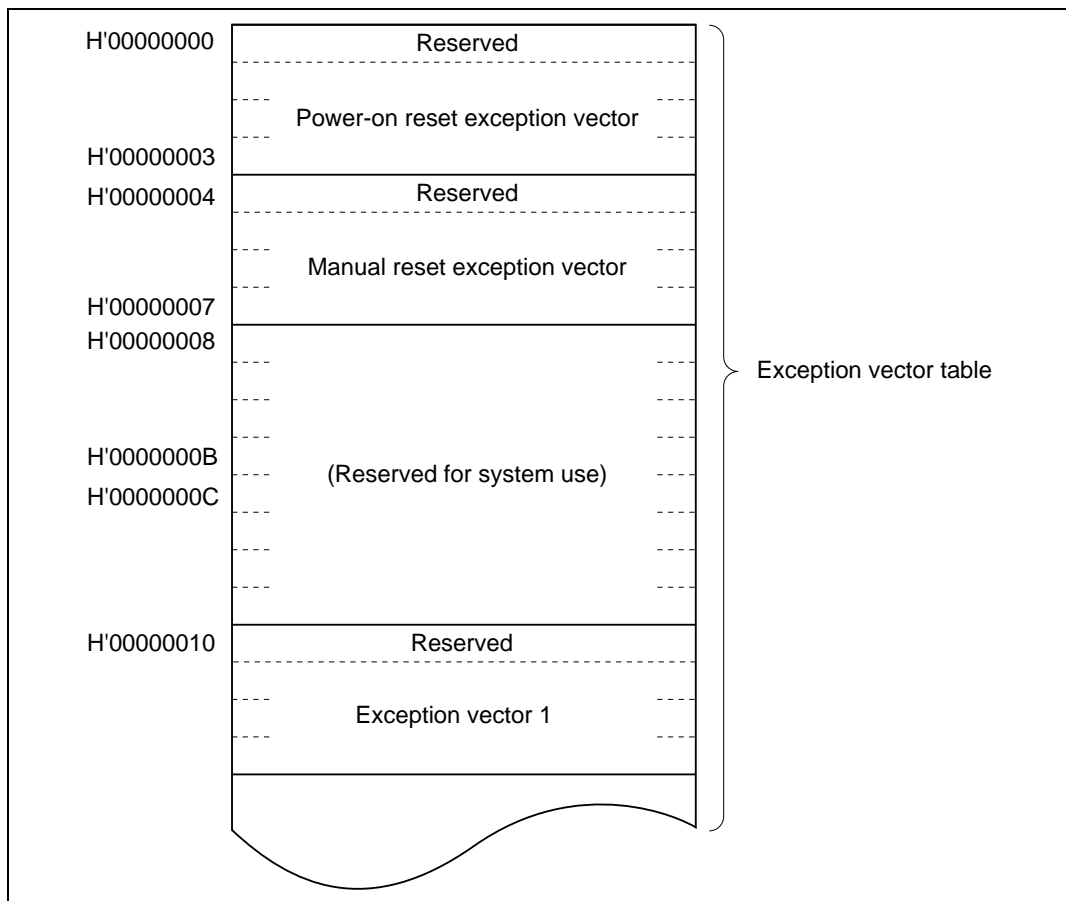 H'00000000
Reserved
Power-on reset exception vector
H'00000003
H'00000004
Reserved
Manual reset exception vector
H'00000007
H'00000008
Exception vector table
H'0000000B
(Reserved for system use)
H'0000000C
H'00000010
Reserved
Exception vector 1